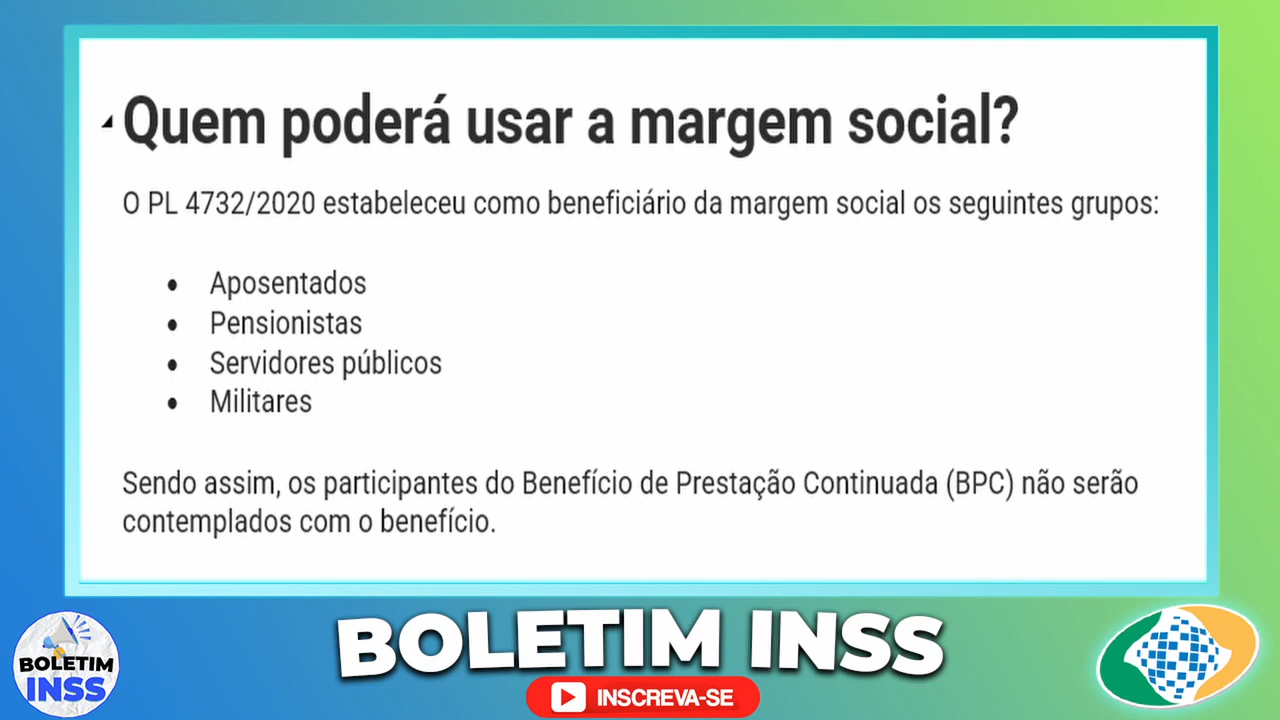 Quem poderá usar a margem social?
O PL 4732/2020 estabeleceu como beneficiário da margem social os seguintes grupos:
• Aposentados
• Pensionistas
• Servidores públicos
• Militares
Sendo assim, os participantes do Benefício de Prestação Continuada (BPC) não serão
contemplados com o benefício.
BOLETIM INSS
INSCREVA-SE
BOLETIM
INSS